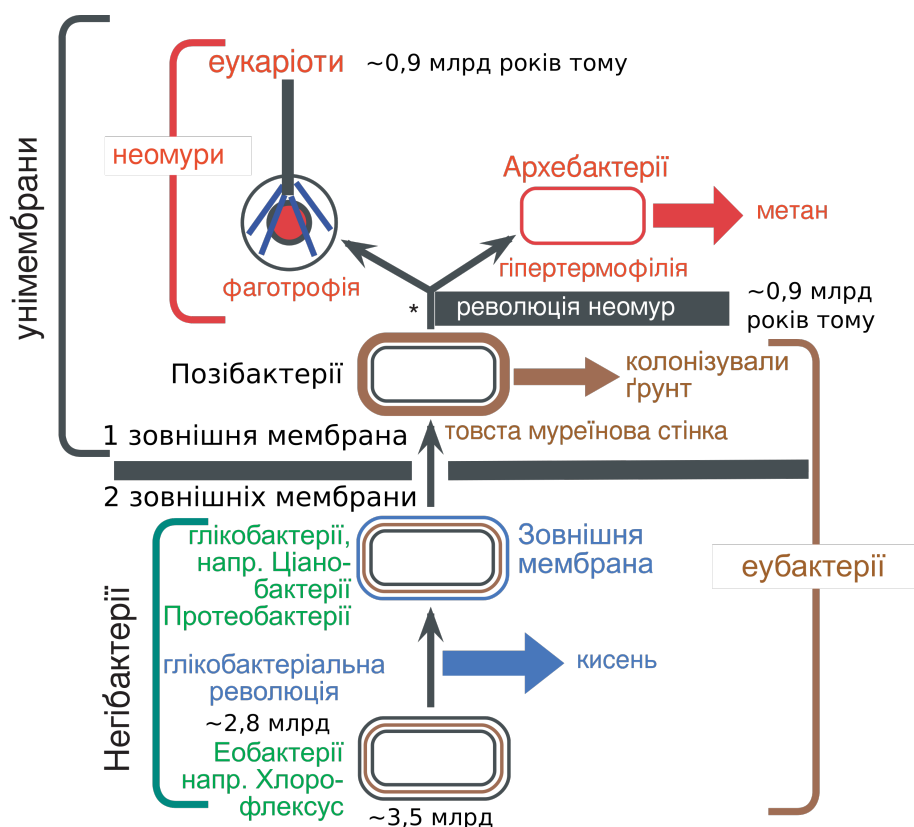 еукаріоти
~0,9 млрд років тому
неомури
Архебактерії
метан
унімембрани
фаготрофія
гіпертермофілія
*
революція неомур
~0,9 млрд
років тому
Позібактерії
колонізували
ґрунт
1 зовнішня мембрана
товста муреїнова стінка
2 зовнішніх мембрани
глікобактерії,
напр. Ціано-
бактерії
Протеобактерії
Зовнішня
мембрана
еубактерії
Негібактерії
глікобактеріальна
революція
кисень
~2,8 млрд
Еобактерії
напр. Хлоро-
флексус
~3,5 млрд